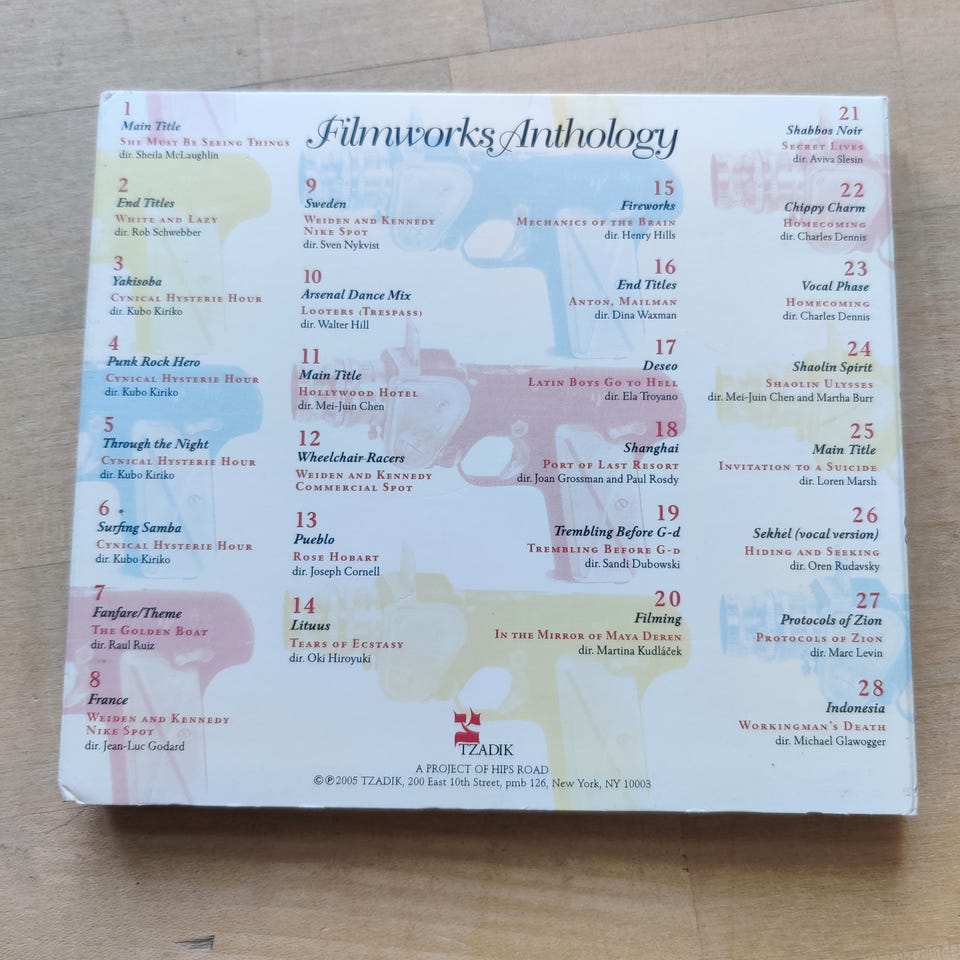 Filmworks Anthology
1
Main Title
She Must Be Seeing Things
dir. Sheila McLaughlin
2
End Titles
White and Lazy
dir. Rob Schwebber
3
Yakisoba
Cynical Hysterie Hour
dir. Kubo Kiriko
4
Punk Rock Hero
Cynical Hysterie Hour
dir. Kubo Kiriko
5
Through the Night
Cynical Hysterie Hour
dir. Kubo Kiriko
6
Surfing Samba
Cynical Hysterie Hour
dir. Kubo Kiriko
7
Fanfare/Theme
The Golden Boat
dir. Raul Ruiz
8
France
Weiden and Kennedy
Nike Spot
dir. Jean-Luc Godard
9
Sweden
Weiden and Kennedy
Nike Spot
dir. Sven Nykvist
10
Arsenal Dance Mix
Looters (Trespass)
dir. Walter Hill
11
Main Title
Hollywood Hotel
dir. Mei-Juin Chen
12
Wheelchair Racers
Weiden and Kennedy
Commercial Spot
13
Pueblo
Rose Hobart
dir. Joseph Cornell
14
Lituus
Tears of Ecstasy
dir. Oki Hiroyuki
15
Fireworks
Mechanics of the Brain
dir. Henry Hills
16
End Titles
Anton, Mailman
dir. Dina Waxman
17
Deseo
Latin Boys Go to Hell
dir. Ela Troyano
18
Shanghai
Port of Last Resort
dir. Joan Grossman and Paul Rosdy
19
Trembling Before G-d
Trembling Before G-d
dir. Sandi Dubowski
20
Filming
In the Mirror of Maya Deren
dir. Martina Kudláček
21
Shabbos Noir
Secret Lives
dir. Aviva Slesin
22
Chippy Charm
Homecoming
dir. Charles Dennis
23
Vocal Phase
Homecoming
dir. Charles Dennis
24
Shaolin Spirit
Shaolin Ulysses
dir. Mei-Juin Chen and Martha Burr
25
Main Title
Invitation to a Suicide
dir. Loren Marsh
26
Sekhel (vocal version)
Hiding and Seeking
dir. Oren Rudavsky
27
Protocols of Zion
Protocols of Zion
dir. Marc Levin
28
Indonesia
Workingman's Death
dir. Michael Glawogger
צ
TZADIK
A PROJECT OF HIPS ROAD
©℗2005 TZADIK, 200 East 10th Street, pmb 126, New York, NY 10003